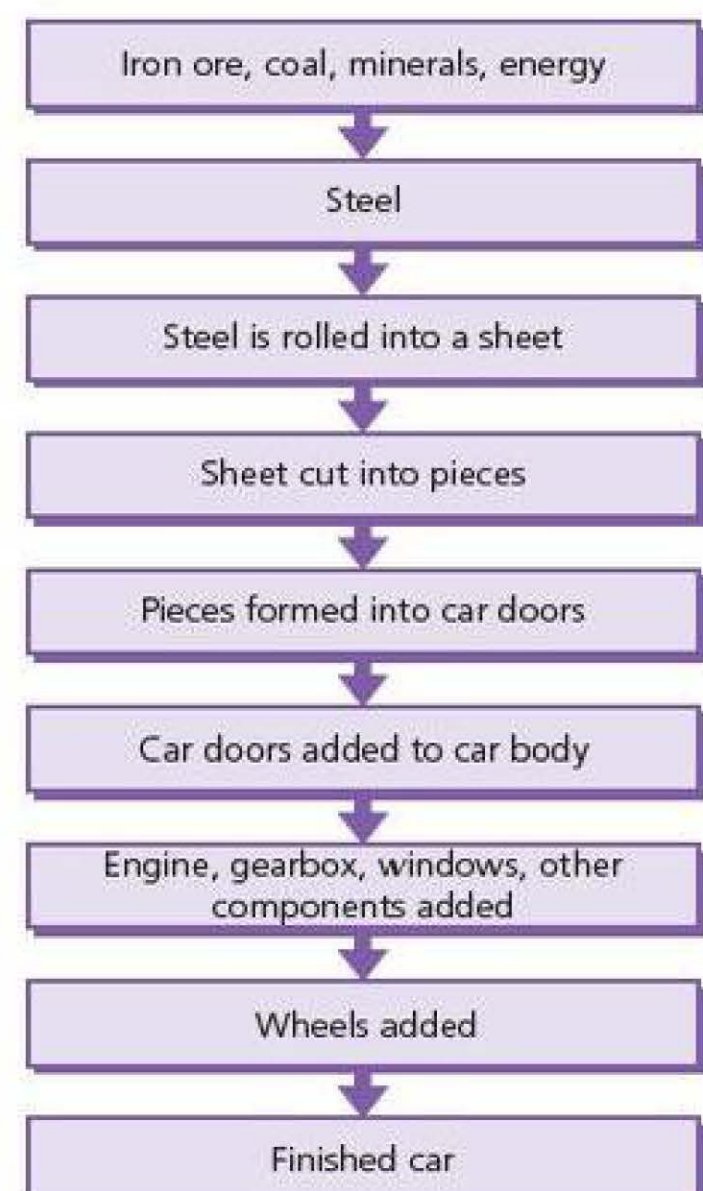 Iron ore, coal, minerals, energy
Steel
Steel is rolled into a sheet
Sheet cut into pieces
Pieces formed into car doors
Car doors added to car body
Engine, gearbox, windows, other
components added
Wheels added
Finished car